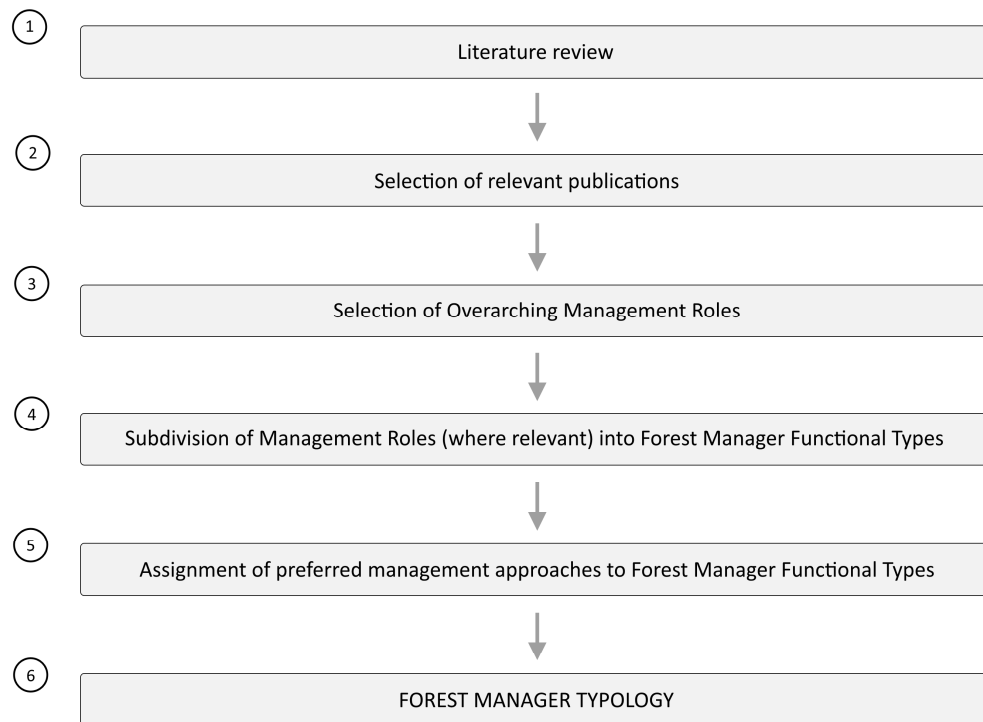 1
Literature review
2
Selection of relevant publications
3
Selection of Overarching Management Roles
4
Subdivision of Management Roles (where relevant) into Forest Manager Functional Types
5
Assignment of preferred management approaches to Forest Manager Functional Types
6
FOREST MANAGER TYPOLOGY